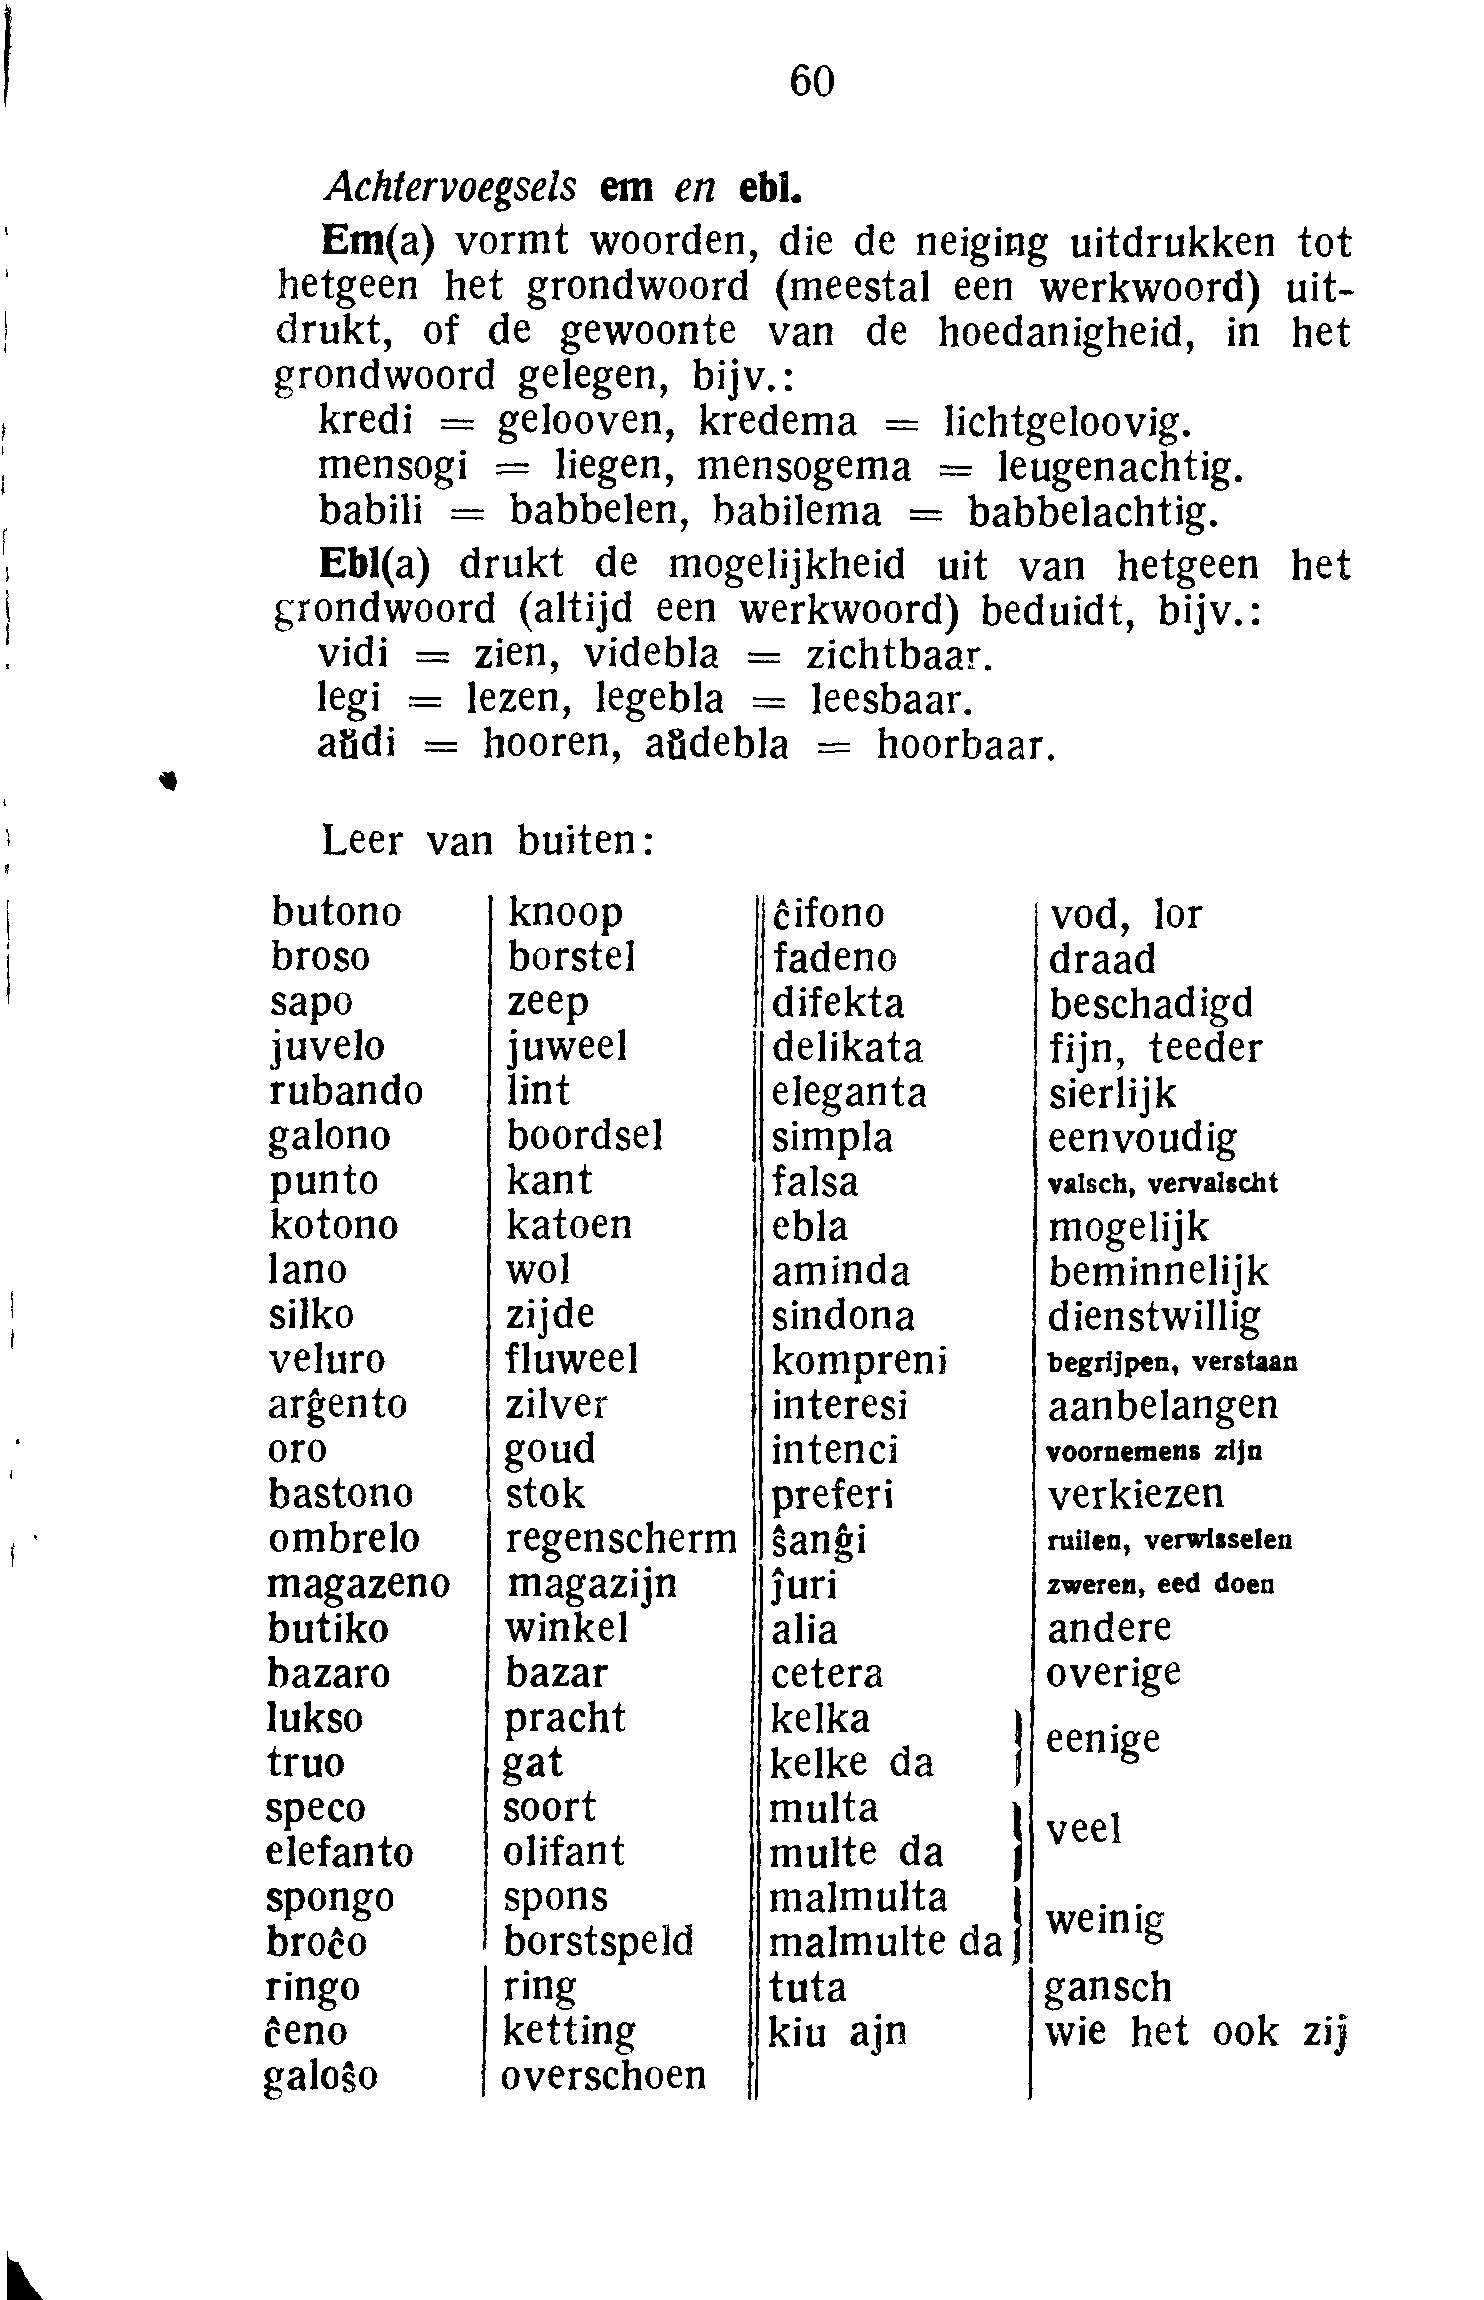 60
Achtervoegsels em en ebl.
Em(a) vormt woorden, die de neiging uitdrukken tot
hetgeen het grondwoord (meestal een werkwoord) uit-
drukt, of de gewoonte van de hoedanigheid, in het
grondwoord gelegen, bijv.:
kredi = gelooven, kredema = lichtgeloovig.
mensogi = liegen, mensogema = leugenachtig.
babili = babbelen, babilema = babbelachtig.
Ebl(a) drukt de mogelijkheid uit van hetgeen het
grondwoord (altijd een werkwoord) beduidt, bijv.:
vidi = zien, videbla = zichtbaar.
legi = lezen, legebla = leesbaar.
aŭdi = hooren, aŭdebla = hoorbaar.
Leer van buiten:
butono knoop ĉifono vod, lor
broso borstel fadeno draad
sapo zeep difekta beschadigd
juvelo juweel delikata fijn, teeder
rubando lint eleganta sierlijk
galono boordsel simpla eenvoudig
punto kant falsa valsch, vervalscht
kotono katoen ebla mogelijk
lano wol aminda beminnelijk
silko zijde sindona dienstwillig
veluro fluweel kompreni begrijpen, verstaan
arĝento zilver interesi aanbelangen
oro goud intenci voornemens zijn
bastono stok preferi verkiezen
ombrelo regenscherm ŝanĝi ruilen, verwisselen
magazeno magazijn ĵuri zweren, eed doen
butiko winkel alia andere
bazaro bazar cetera overige
lukso pracht kelka
eenige
truo gat kelke da
speco soort multa
veel
elefanto olifant multe da
spongo spons malmulta
weinig
broĉo borstspeld malmulte da
ringo ring tuta gansch
ĉeno ketting kiu ajn wie het ook zij
galoŝo overschoen